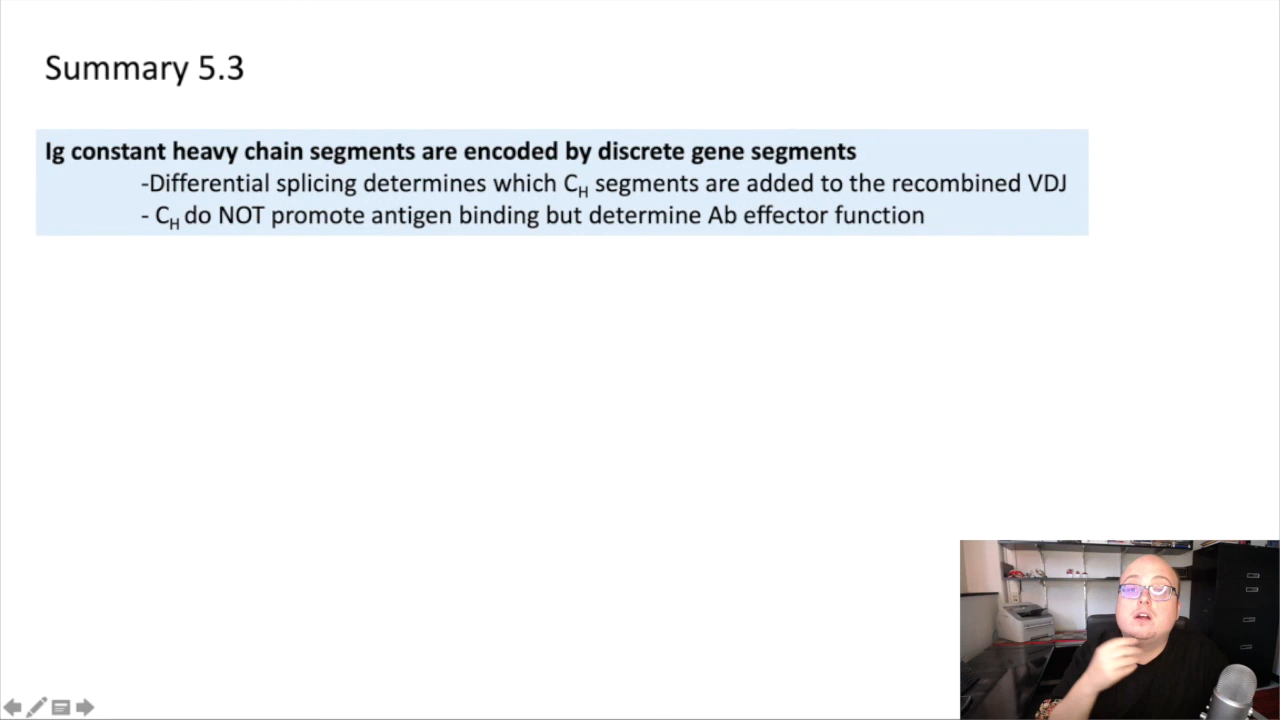 Summary 5.3
Ig constant heavy chain segments are encoded by discrete gene segments
-Differential splicing determines which CH segments are added to the recombined VDJ
- CH do NOT promote antigen binding but determine Ab effector function